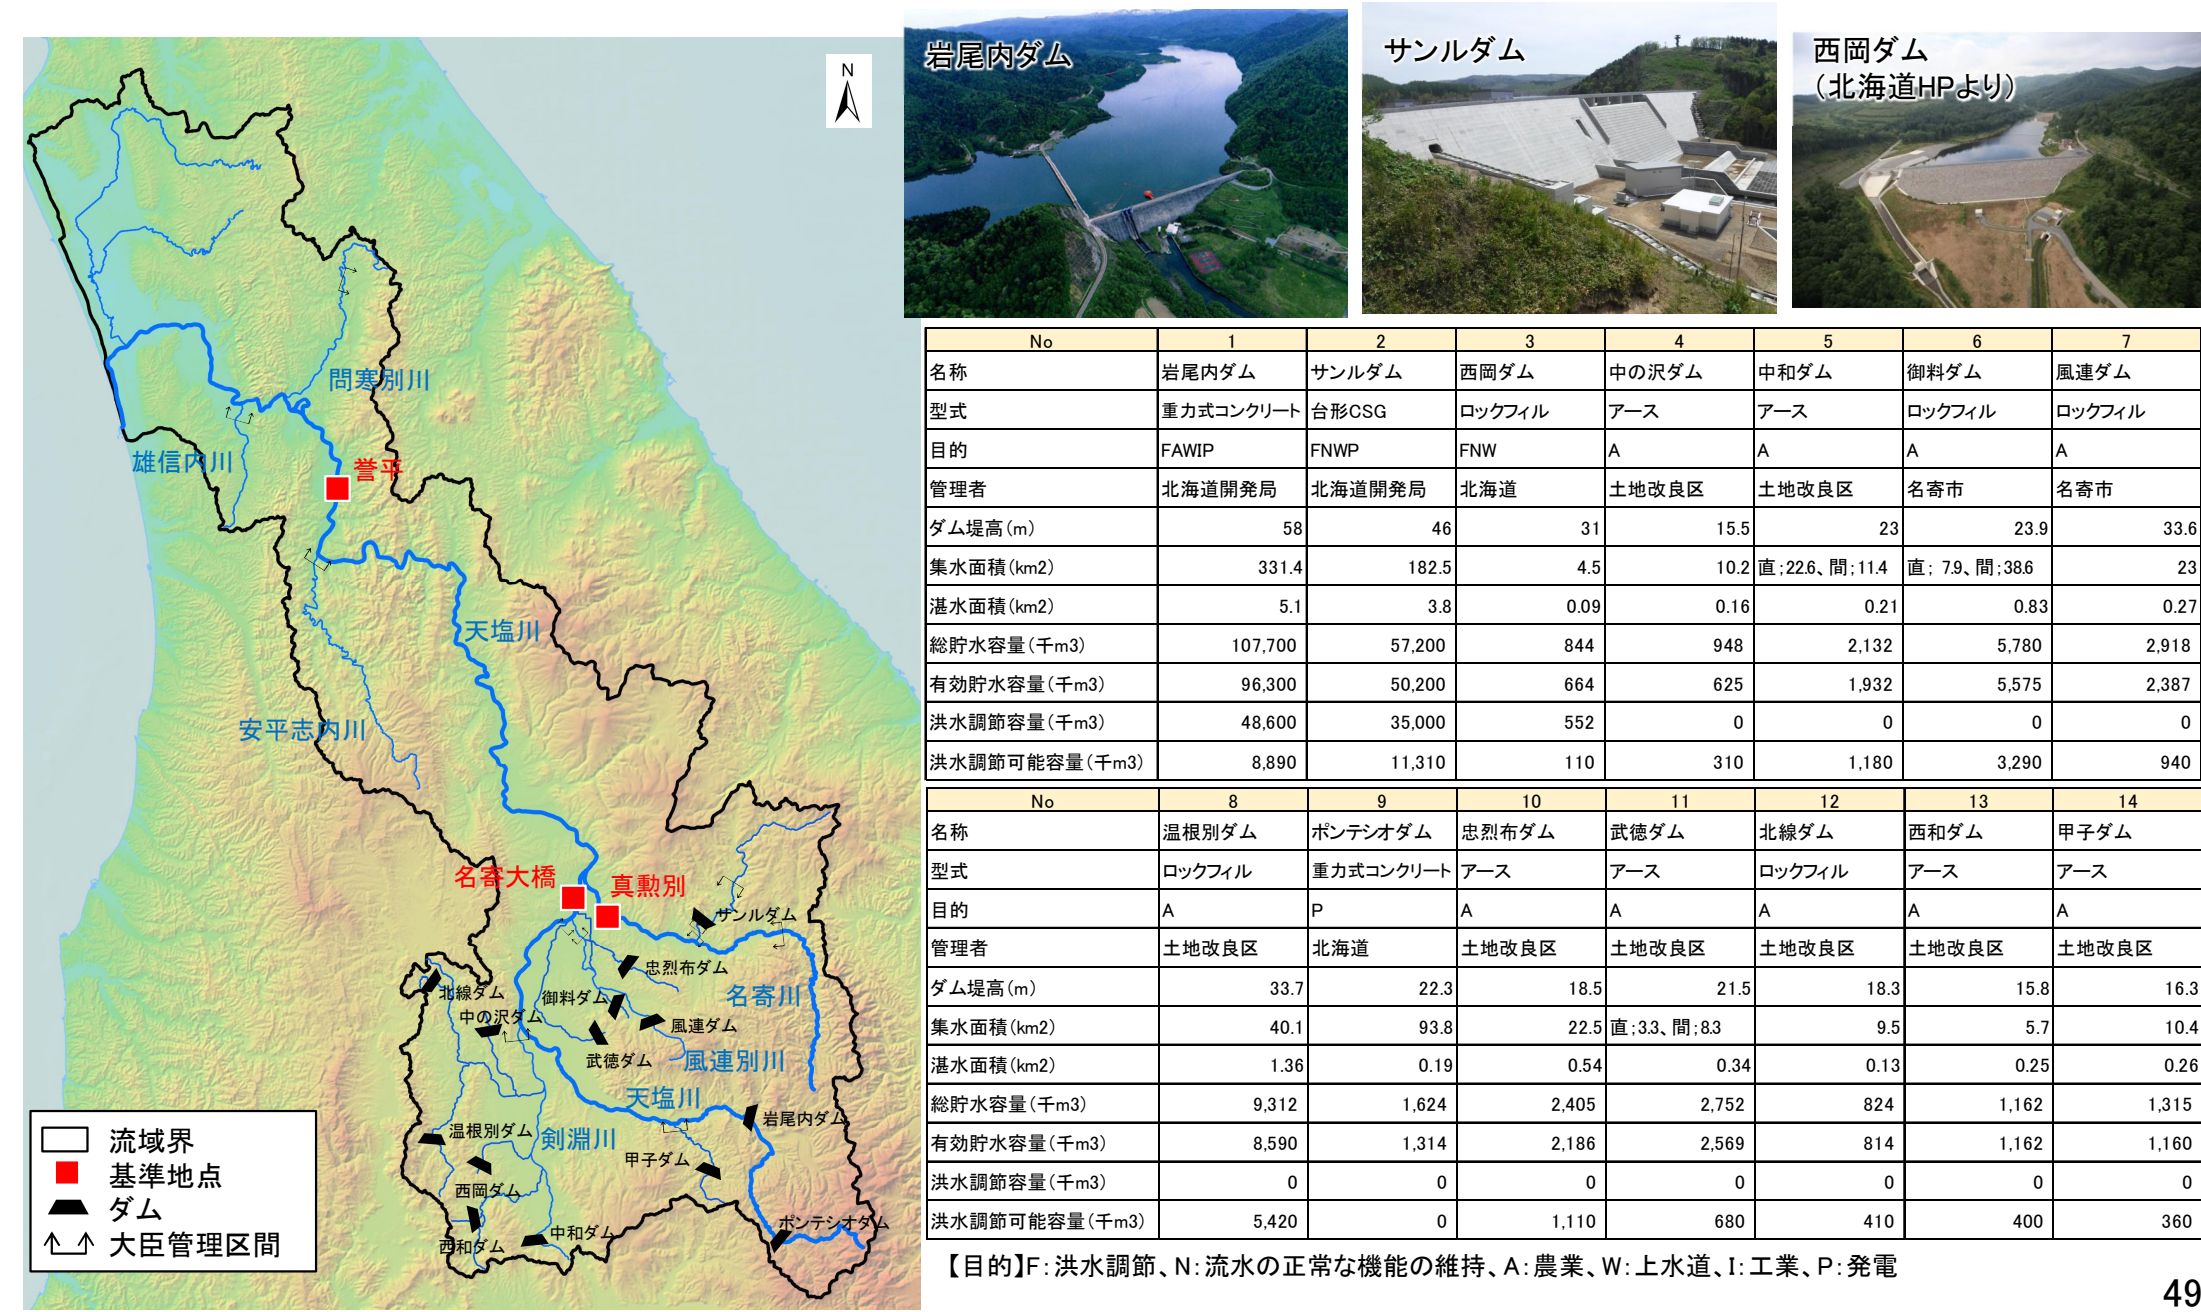 岩尾内ダム
サンルダム
西岡ダム
(北海道HPより)
N
問寒別川
雄信内川
誉平
天塩川
安平志内川
名寄大橋
真勲別
サンルダム
忠烈布ダム
北線ダム
御料ダム
名寄川
中の沢ダム
風連ダム
武徳ダム
風連別川
天塩川
岩尾内ダム
温根別ダム
剣淵川
甲子ダム
西岡ダム
ポンテシオダム
中和ダム
西和ダム
流域界
基準地点
ダム
大臣管理区間
No 1 2 3 4 5 6 7
名称 岩尾内ダム サンルダム 西岡ダム 中の沢ダム 中和ダム 御料ダム 風連ダム
型式 重力式コンクリート 台形CSG ロックフィル アース アース ロックフィル ロックフィル
目的 FAWIP FNWP FNW A A A A
管理者 北海道開発局 北海道開発局 北海道 土地改良区 土地改良区 名寄市 名寄市
ダム堤高(m) 58 46 31 15.5 23 23.9 33.6
集水面積(km2) 331.4 182.5 4.5 10.2 直;22.6、間;11.4 直; 7.9、間;38.6 23
湛水面積(km2) 5.1 3.8 0.09 0.16 0.21 0.83 0.27
総貯水容量(千m3) 107,700 57,200 844 948 2,132 5,780 2,918
有効貯水容量(千m3) 96,300 50,200 664 625 1,932 5,575 2,387
洪水調節容量(千m3) 48,600 35,000 552 0 0 0 0
洪水調節可能容量(千m3) 8,890 11,310 110 310 1,180 3,290 940
No 8 9 10 11 12 13 14
名称 温根別ダム ポンテシオダム 忠烈布ダム 武徳ダム 北線ダム 西和ダム 甲子ダム
型式 ロックフィル 重力式コンクリート アース アース ロックフィル アース アース
目的 A P A A A A A
管理者 土地改良区 北海道 土地改良区 土地改良区 土地改良区 土地改良区 土地改良区
ダム堤高(m) 33.7 22.3 18.5 21.5 18.3 15.8 16.3
集水面積(km2) 40.1 93.8 22.5 直;3.3、間;8.3 9.5 5.7 10.4
湛水面積(km2) 1.36 0.19 0.54 0.34 0.13 0.25 0.26
総貯水容量(千m3) 9,312 1,624 2,405 2,752 824 1,162 1,315
有効貯水容量(千m3) 8,590 1,314 2,186 2,569 814 1,162 1,160
洪水調節容量(千m3) 0 0 0 0 0 0 0
洪水調節可能容量(千m3) 5,420 0 1,110 680 410 400 360
【目的】F:洪水調節、N:流水の正常な機能の維持、A:農業、W:上水道、I:工業、P:発電
49